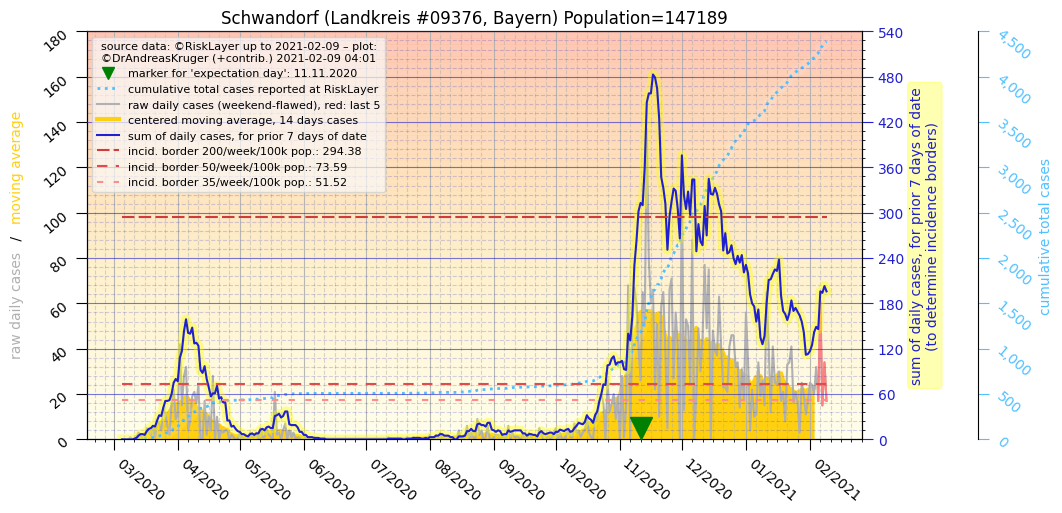 Schwandorf (Landkreis #09376, Bayern) Population=147189
source data: ©RiskLayer up to 2021-02-09 – plot:
©DrAndreasKruger (+contrib.) 2021-02-09 04:01
marker for 'expectation day': 11.11.2020
cumulative total cases reported at RiskLayer
raw daily cases (weekend-flawed), red: last 5
centered moving average, 14 days cases
sum of daily cases, for prior 7 days of date
incid. border 200/week/100k pop.: 294.38
incid. border 50/week/100k pop.: 73.59
incid. border 35/week/100k pop.: 51.52
raw daily cases / moving average
180
160
140
120
100
80
60
40
20
0
03/2020
04/2020
05/2020
06/2020
07/2020
08/2020
09/2020
10/2020
11/2020
12/2020
01/2021
02/2021
540
480
420
360
300
240
180
120
60
0
sum of daily cases, for prior 7 days of date
(to determine incidence borders)
4,500
4,000
3,500
3,000
2,500
2,000
1,500
1,000
500
0
cumulative total cases